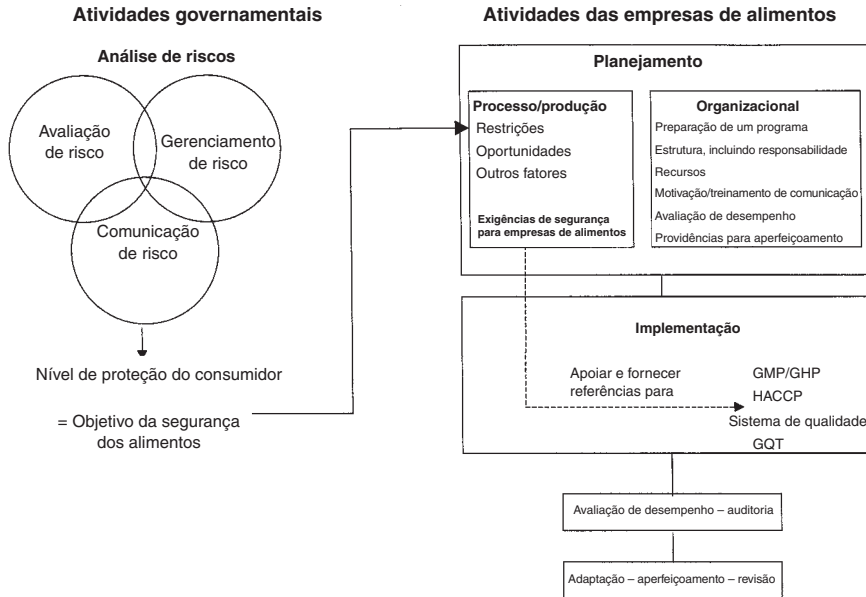 Atividades governamentais
Análise de riscos
Avaliação
de risco
Gerenciamento
de risco
Comunicação
de risco
Nível de proteção do consumidor
= Objetivo da segurança
dos alimentos
Atividades das empresas de alimentos
Planejamento
Processo/produção
Restrições
Oportunidades
Outros fatores
Exigências de segurança
para empresas de alimentos
Organizacional
Preparação de um programa
Estrutura, incluindo responsabilidade
Recursos
Motivação/treinamento de comunicação
Avaliação de desempenho
Providências para aperfeiçoamento
Implementação
Apoiar e fornecer
referências para
GMP/GHP
HACCP
Sistema de qualidade
GQT
Avaliação de desempenho – auditoria
Adaptação – aperfeiçoamento – revisão